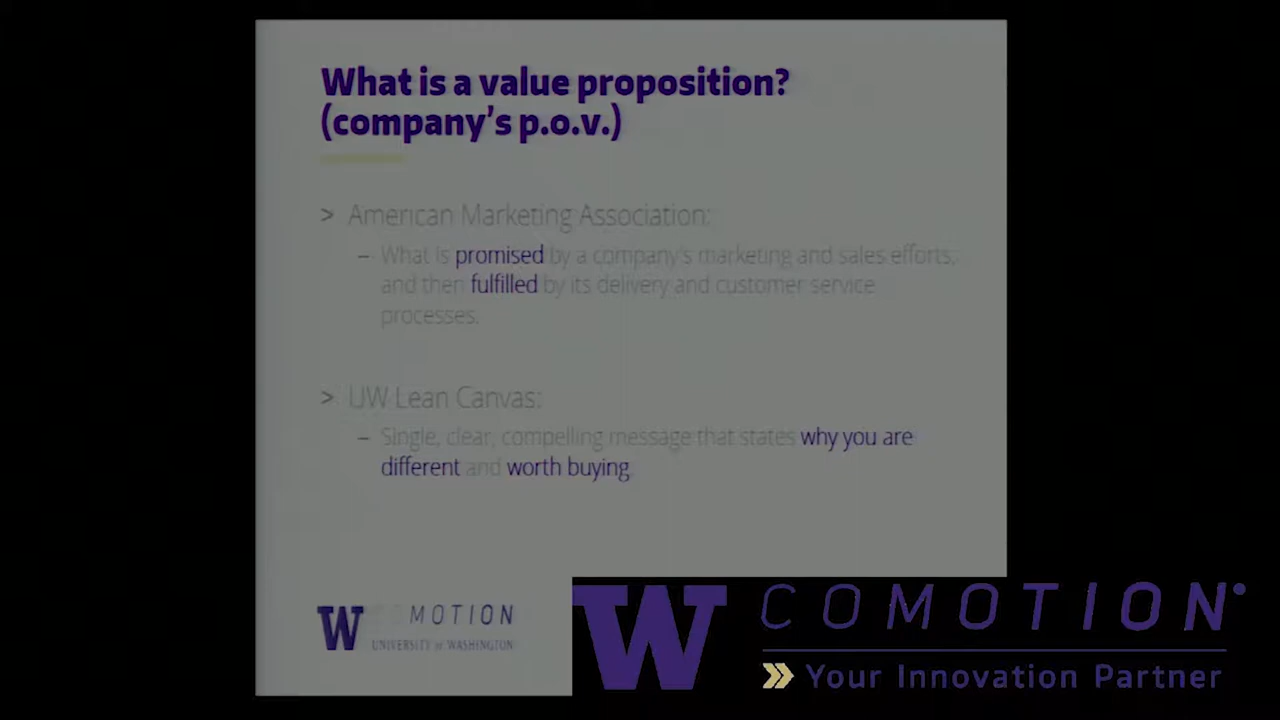 What is a value proposition?
(company's p.o.v.)
> American Marketing Association:
– What is promised by a company's marketing and sales efforts,
and then fulfilled by its delivery and customer service
processes.
> UW Lean Canvas:
– Single, clear, compelling message that states why you are
different and worth buying.
W MOTION
UNIVERSITY of WASHINGTON
W COMOTION
Your Innovation Partner